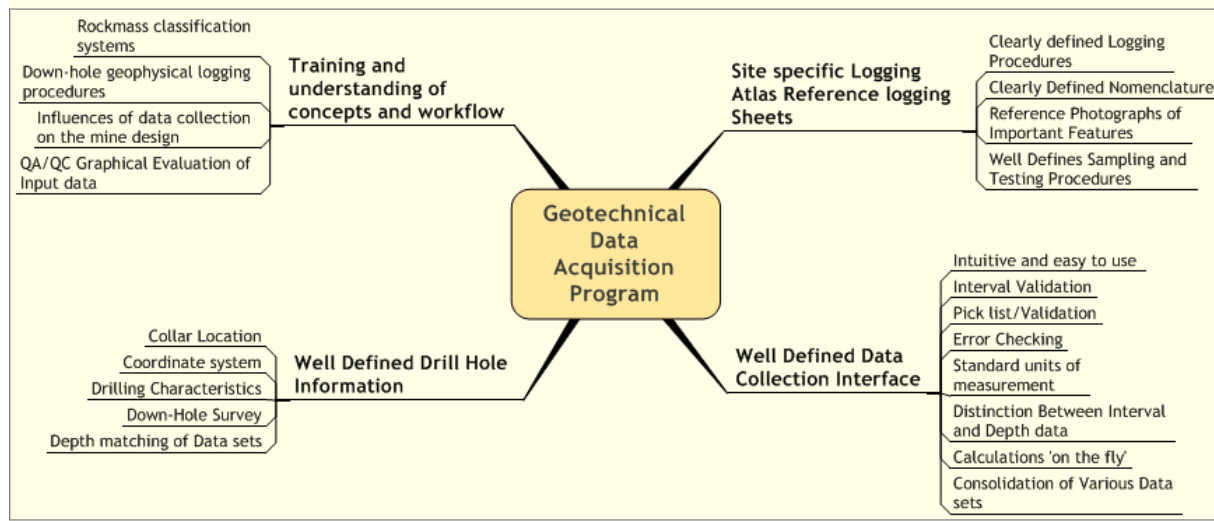 Rockmass classification
systems
Down-hole geophysical logging
procedures
Influences of data collection
on the mine design
QA/QC Graphical Evaluation of
Input data
Training and
understanding of
concepts and workflow
Site specific Logging
Atlas Reference logging
Sheets
Clearly defined Logging
Procedures
Clearly Defined Nomenclature
Reference Photographs of
Important Features
Well Defines Sampling and
Testing Procedures
Geotechnical
Data
Acquisition
Program
Collar Location
Coordinate system
Drilling Characteristics
Down-Hole Survey
Depth matching of Data sets
Well Defined Drill Hole
Information
Well Defined Data
Collection Interface
Intuitive and easy to use
Interval Validation
Pick list/Validation
Error Checking
Standard units of
measurement
Distinction Between Interval
and Depth data
Calculations 'on the fly'
Consolidation of Various Data
sets